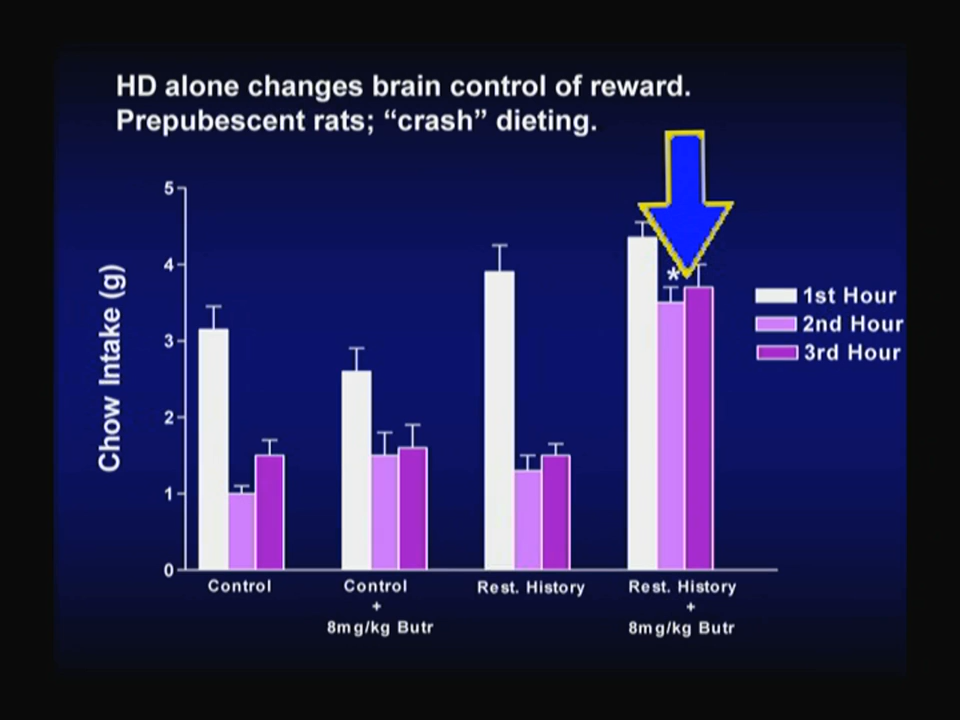 HD alone changes brain control of reward.
Prepubescent rats; “crash” dieting.
5
4
3
2
1
0
Chow Intake (g)
*
1st Hour
2nd Hour
3rd Hour
Control
Control
+
8mg/kg Butr
Rest. History
Rest. History
+
8mg/kg Butr